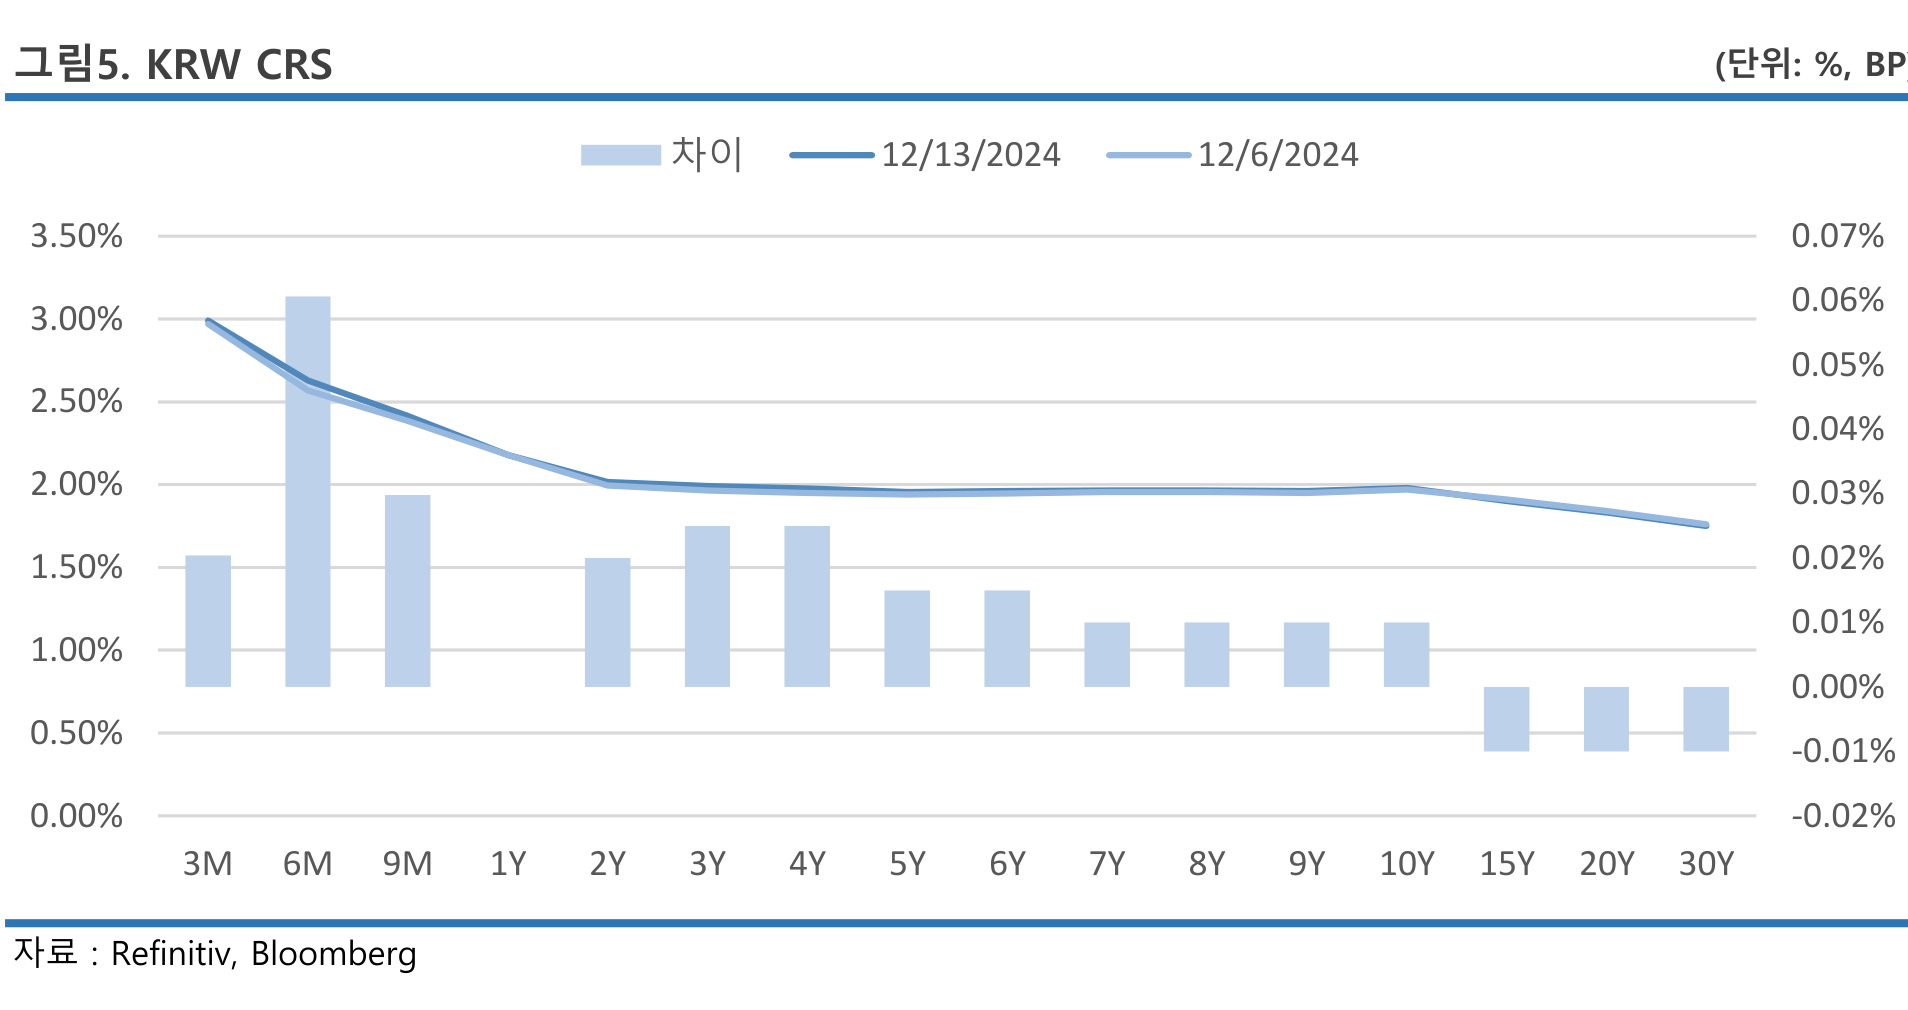 그림5. KRW CRS (단위: %, BP)
차이 12/13/2024 12/6/2024
3.50% 0.07%
3.00% 0.06%
2.50% 0.05%
2.00% 0.04%
1.50% 0.03%
1.00% 0.02%
0.50% 0.01%
0.00% 0.00%
-0.01%
-0.02%
3M 6M 9M 1Y 2Y 3Y 4Y 5Y 6Y 7Y 8Y 9Y 10Y 15Y 20Y 30Y
자료 : Refinitiv, Bloomberg